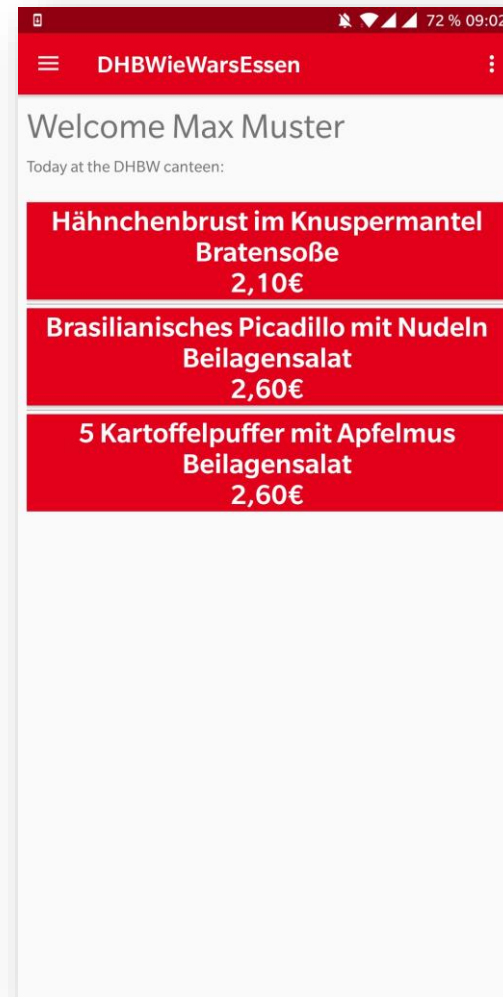 72 % 09:02
DHBWieWarsEssen
Welcome Max Muster
Today at the DHBW canteen:
Hähnchenbrust im Knuspermantel
Bratensoße
2,10€
Brasilianisches Picadillo mit Nudeln
Beilagensalat
2,60€
5 Kartoffelpuffer mit Apfelmus
Beilagensalat
2,60€